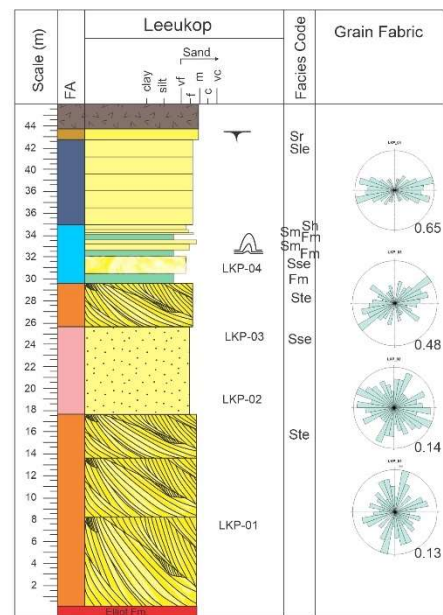 Leeukop
Scale (m)
FA
Sand
clay
silt
vf
f
m
c
vc
Facies Code
Grain Fabric
44
42
40
38
36
34
32
30
28
26
24
22
20
18
16
14
12
10
8
6
4
2
LKP-04
LKP-03
LKP-02
LKP-01
Sr
Sle
Sh
Sm
Fm
Sm
Fm
Sse
Fm
Ste
Sse
Ste
0.65
0.48
0.14
0.13
Elliot Fm